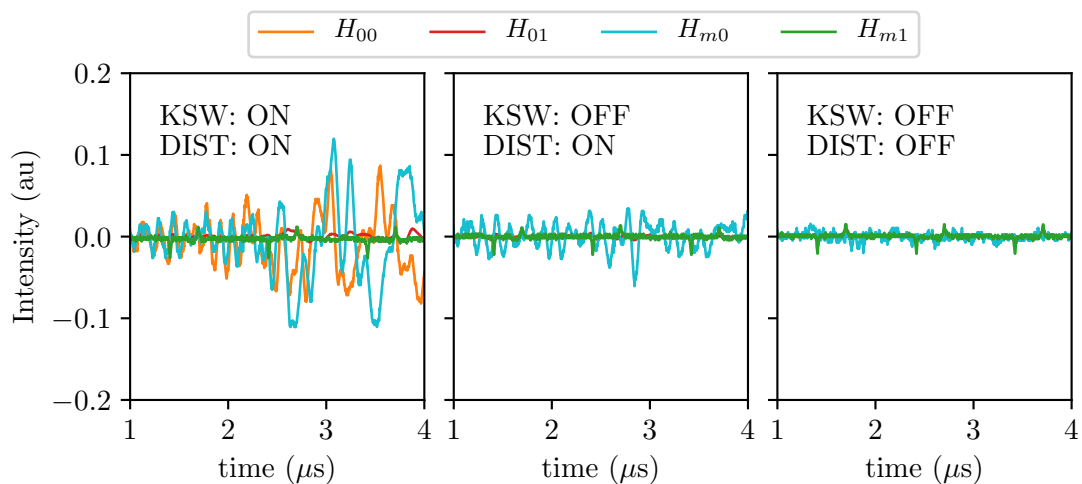 H00 H01 Hm0 Hm1
KSW: ON
DIST: ON
KSW: OFF
DIST: ON
KSW: OFF
DIST: OFF
Intensity (au)
0.2
0.1
0.0
−0.1
−0.2
1 2 3 4
1 2 3 4
1 2 3 4
time (μs)
time (μs)
time (μs)